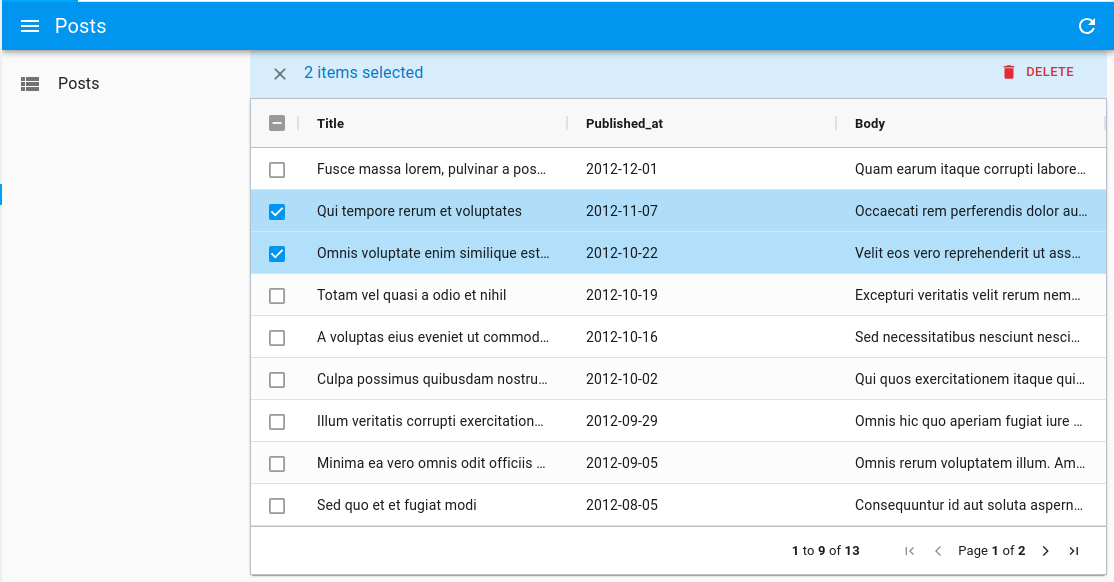 Posts
Posts
2 items selected DELETE
Title Published_at Body
Fusce massa lorem, pulvinar a pos... 2012-12-01 Quam earum itaque corrupti labore...
Qui tempore rerum et voluptates 2012-11-07 Occaecati rem perferendis dolor au...
Omnis voluptate enim similique est... 2012-10-22 Velit eos vero reprehenderit ut ass...
Totam vel quasi a odio et nihil 2012-10-19 Excepturi veritatis velit rerum nem...
A voluptas eius eveniet ut commod... 2012-10-16 Sed necessitatibus nesciunt nesci...
Culpa possimus quibusdam nostru... 2012-10-02 Qui quos exercitationem itaque qui...
Illum veritatis corrupti exercitation... 2012-09-29 Omnis hic quo aperiam fugiat iure ...
Minima ea vero omnis odit officiis ... 2012-09-05 Omnis rerum voluptatem illum. Am...
Sed quo et et fugiat modi 2012-08-05 Consequuntur id aut soluta aspern...
1 to 9 of 13 Page 1 of 2